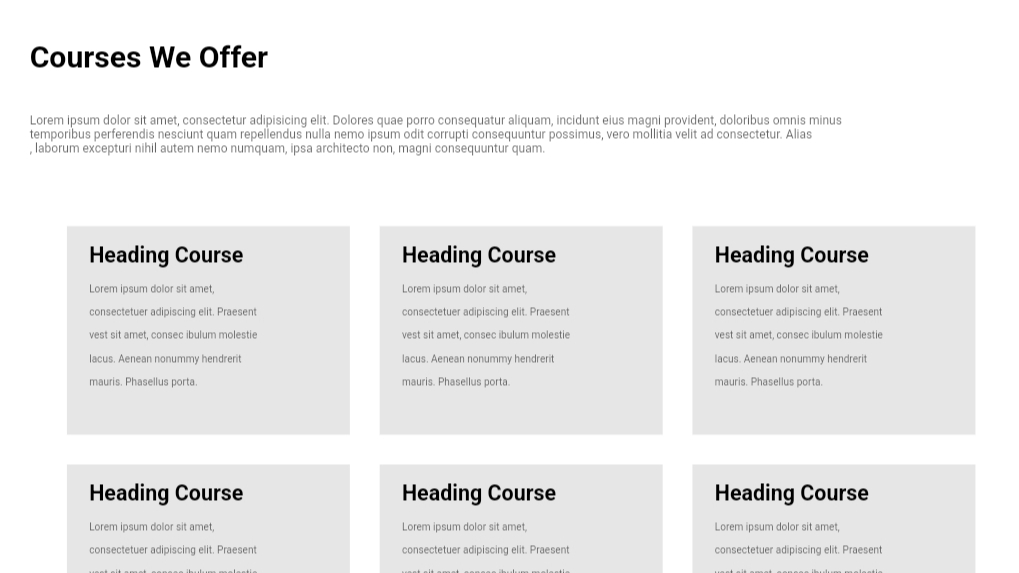 Courses We Offer
Lorem ipsum dolor sit amet, consectetur adipisicing elit. Dolores quae porro consequatur aliquam, incidunt eius magni provident, doloribus omnis minus
temporibus perferendis nesciunt quam repellendus nulla nemo ipsum odit corrupti consequuntur possimus, vero mollitia velit ad consectetur. Alias
, laborum excepturi nihil autem nemo numquam, ipsa architecto non, magni consequuntur quam.
Heading Course
Lorem ipsum dolor sit amet,
consectetuer adipiscing elit. Praesent
vest sit amet, consec ibulum molestie
lacus. Aenean nonummy hendrerit
mauris. Phasellus porta.
Heading Course
Lorem ipsum dolor sit amet,
consectetuer adipiscing elit. Praesent
vest sit amet, consec ibulum molestie
lacus. Aenean nonummy hendrerit
mauris. Phasellus porta.
Heading Course
Lorem ipsum dolor sit amet,
consectetuer adipiscing elit. Praesent
vest sit amet, consec ibulum molestie
lacus. Aenean nonummy hendrerit
mauris. Phasellus porta.
Heading Course
Lorem ipsum dolor sit amet,
consectetuer adipiscing elit. Praesent
Heading Course
Lorem ipsum dolor sit amet,
consectetuer adipiscing elit. Praesent
Heading Course
Lorem ipsum dolor sit amet,
consectetuer adipiscing elit. Praesent